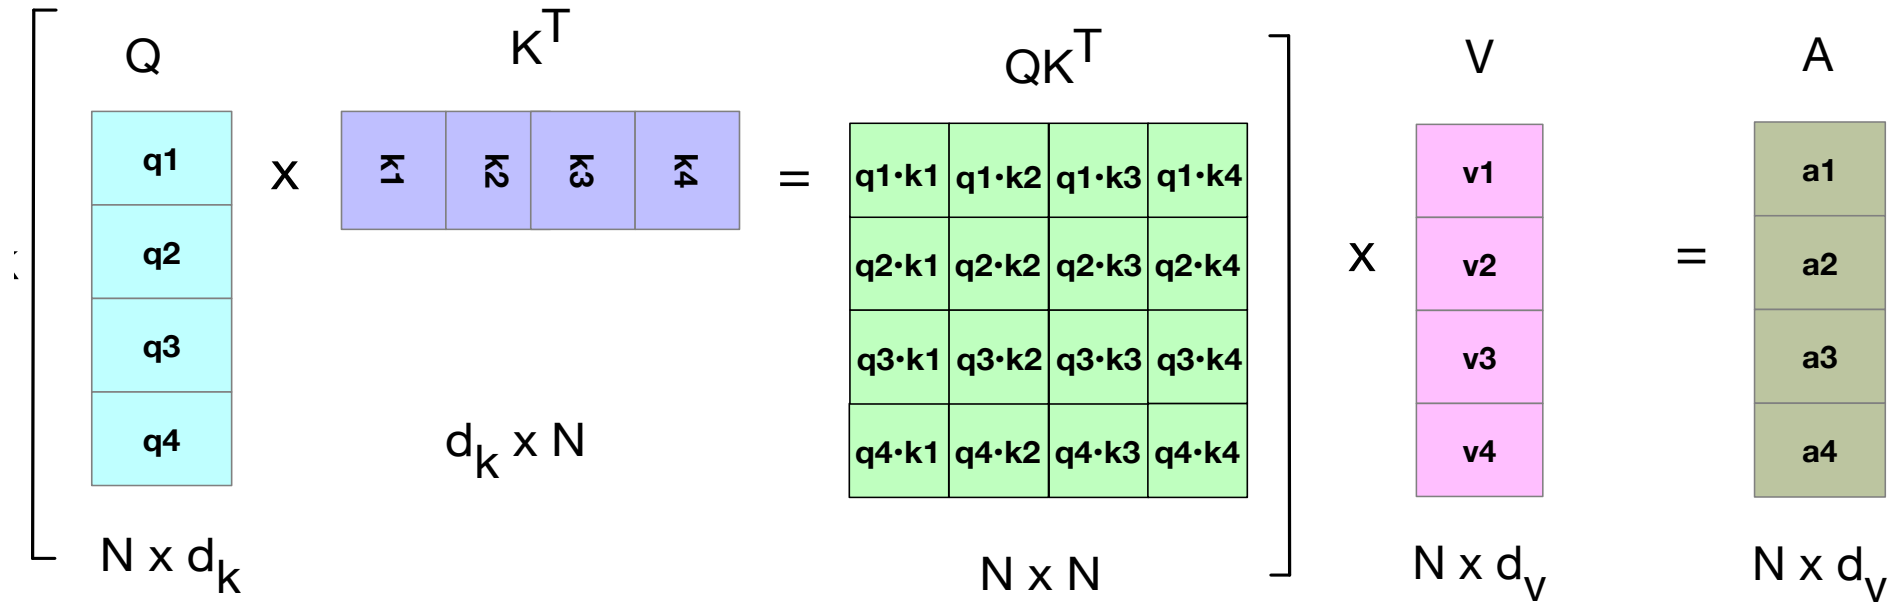 Q
K^T
QK^T
V
A
q1
q2
q3
q4
x
k1 k2 k3 k4
=
q1·k1 q1·k2 q1·k3 q1·k4
q2·k1 q2·k2 q2·k3 q2·k4
q3·k1 q3·k2 q3·k3 q3·k4
q4·k1 q4·k2 q4·k3 q4·k4
x
v1
v2
v3
v4
=
a1
a2
a3
a4
N x d_k
d_k x N
N x N
N x d_v
N x d_v